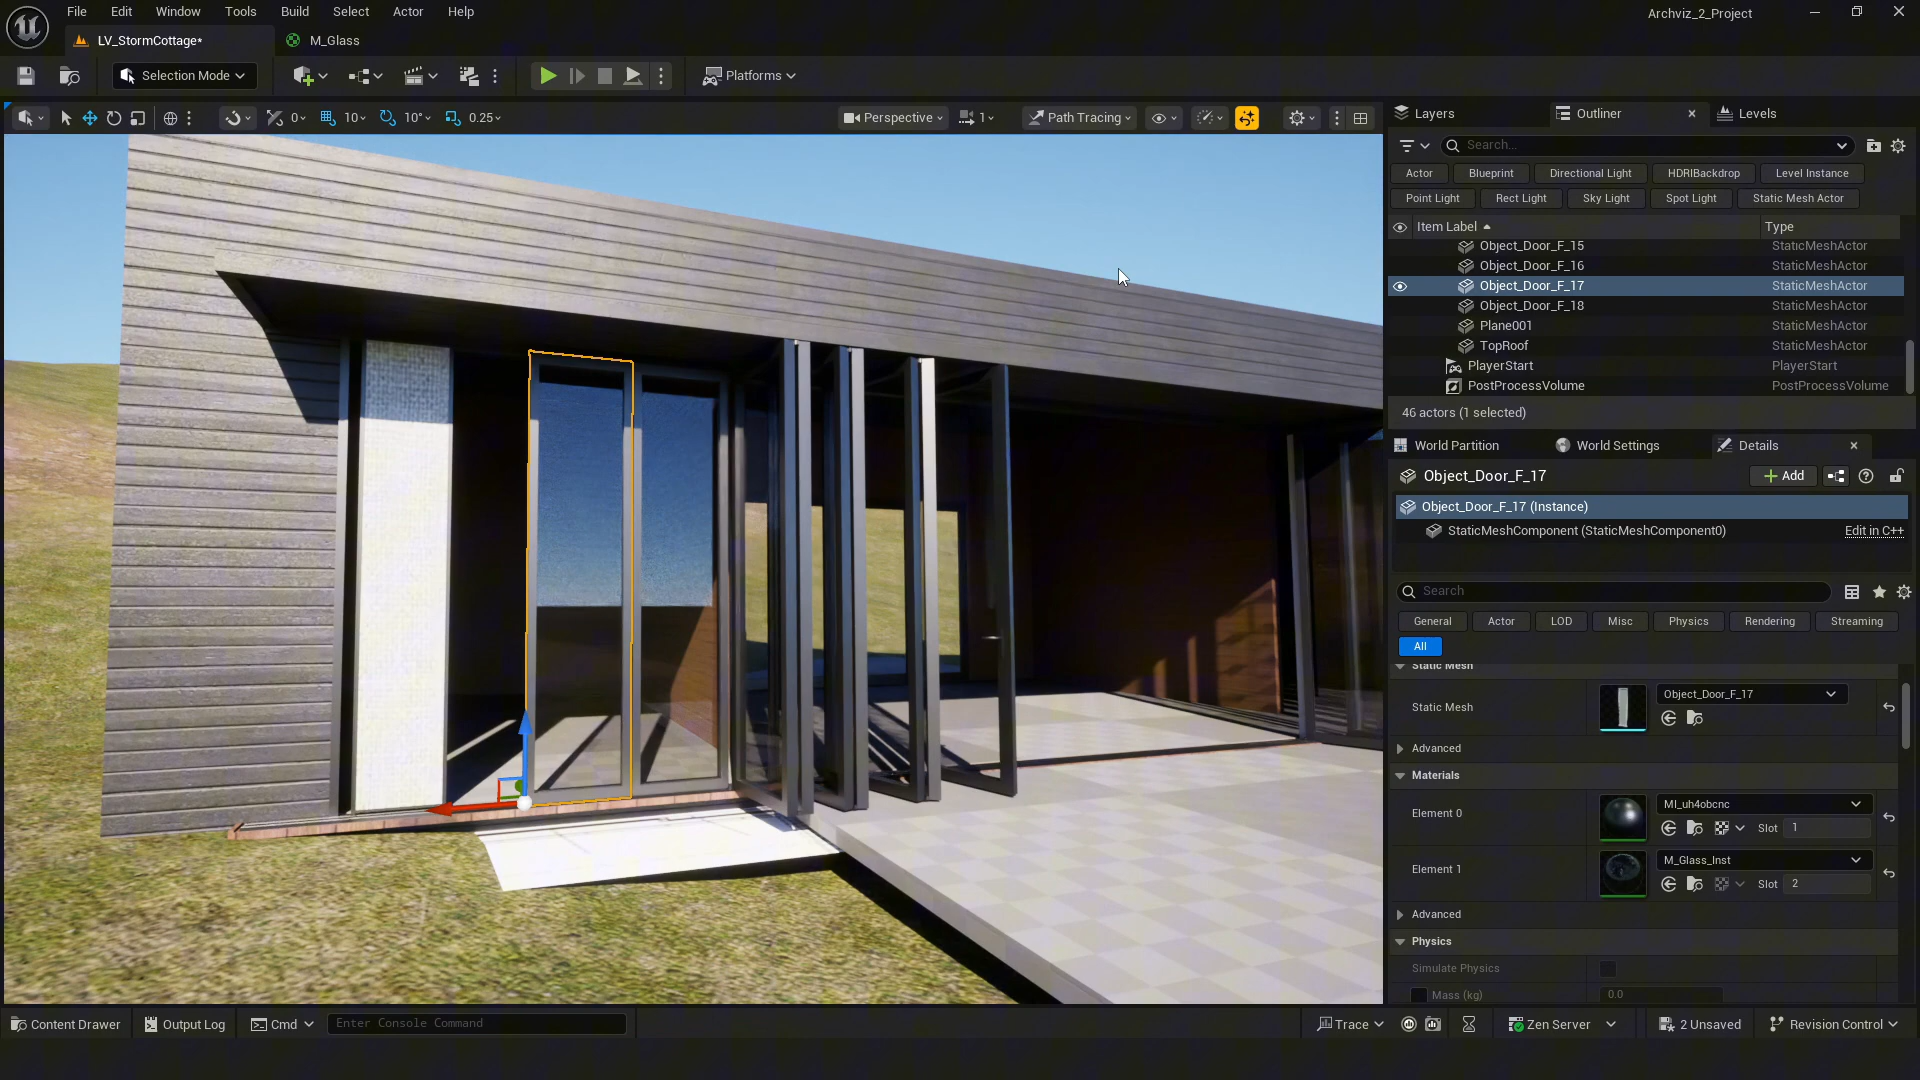 File Edit Window Tools Build Select Actor Help
Archviz_2_Project
LV_StormCottage*
M_Glass
Selection Mode
Platforms
0
10
10°
0.25
Perspective
1
Path Tracing
Layers
Outliner
Levels
Search...
Actor
Blueprint
Directional Light
HDRIBackdrop
Level Instance
Point Light
Rect Light
Sky Light
Spot Light
Static Mesh Actor
Item Label
Type
Object_Door_F_15 StaticMeshActor
Object_Door_F_16 StaticMeshActor
Object_Door_F_17 StaticMeshActor
Object_Door_F_18 StaticMeshActor
Plane001 StaticMeshActor
TopRoof StaticMeshActor
PlayerStart PlayerStart
PostProcessVolume PostProcessVolume
46 actors (1 selected)
World Partition
World Settings
Details
Object_Door_F_17
Add
Object_Door_F_17 (Instance)
StaticMeshComponent (StaticMeshComponent0)
Edit in C++
Search
General
Actor
LOD
Misc
Physics
Rendering
Streaming
All
Static Mesh
Static Mesh
Object_Door_F_17
Advanced
Materials
Element 0
MI_uh4obcnc
Slot 1
Element 1
M_Glass_Inst
Slot 2
Advanced
Physics
Simulate Physics
Mass (kg)
0.0
Content Drawer
Output Log
Cmd
Enter Console Command
Trace
Zen Server
2 Unsaved
Revision Control